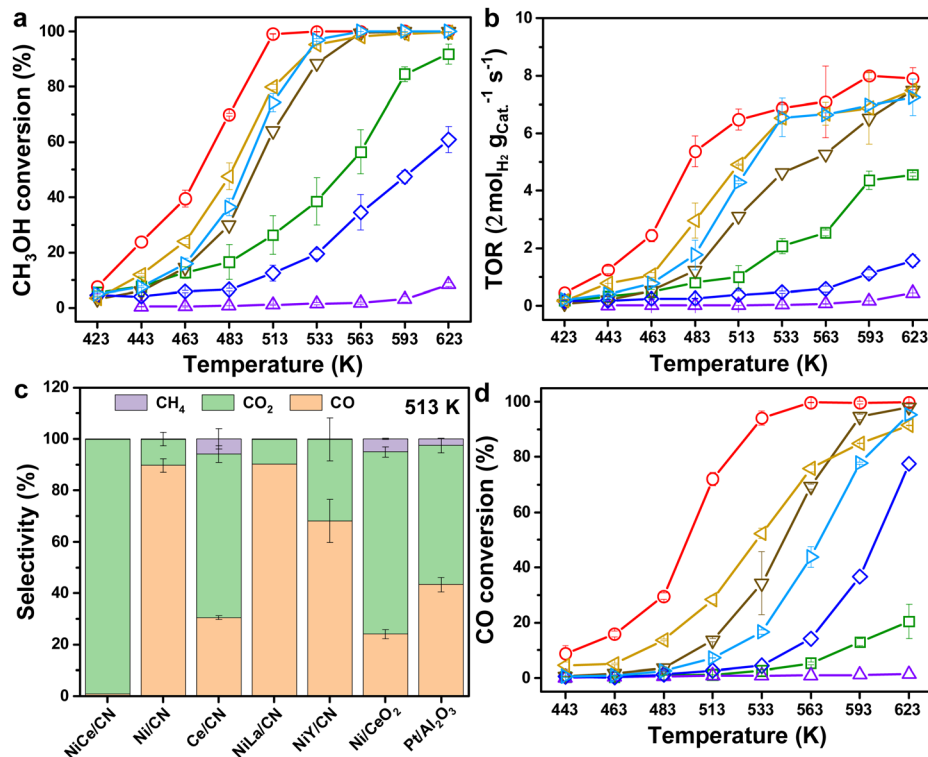 a
CH₃OH conversion (%)
100
80
60
40
20
0
423 443 463 483 513 533 563 593 623
Temperature (K)
b
TOR (2mol_H₂ g_Cat.⁻¹ s⁻¹)
10
8
6
4
2
0
423 443 463 483 513 533 563 593 623
Temperature (K)
c
CH₄ CO₂ CO 513 K
Selectivity (%)
120
100
80
60
40
20
0
NiCe/CN
Ni/CN
Ce/CN
NiLa/CN
NiY/CN
Ni/CeO₂
Pt/Al₂O₃
d
CO conversion (%)
100
80
60
40
20
0
443 463 483 513 533 563 593 623
Temperature (K)